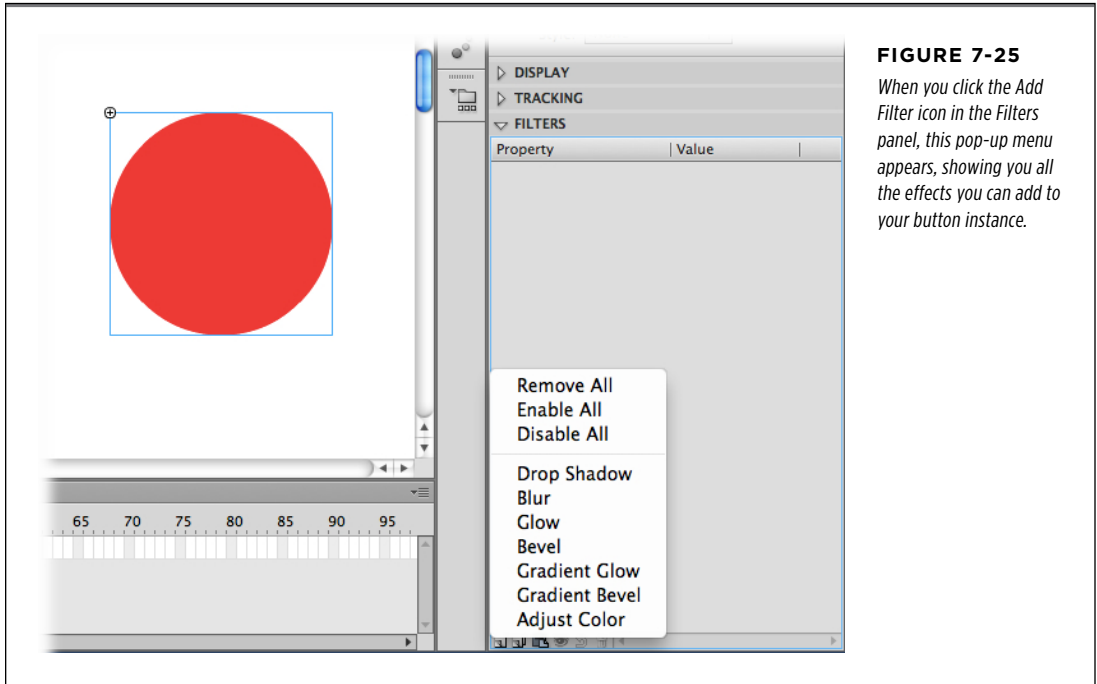 DISPLAY
TRACKING
FILTERS
Property | Value |
Remove All
Enable All
Disable All
Drop Shadow
Blur
Glow
Bevel
Gradient Glow
Gradient Bevel
Adjust Color
65 70 75 80 85 90 95
FIGURE 7-25
When you click the Add
Filter icon in the Filters
panel, this pop-up menu
appears, showing you all
the effects you can add to
your button instance.